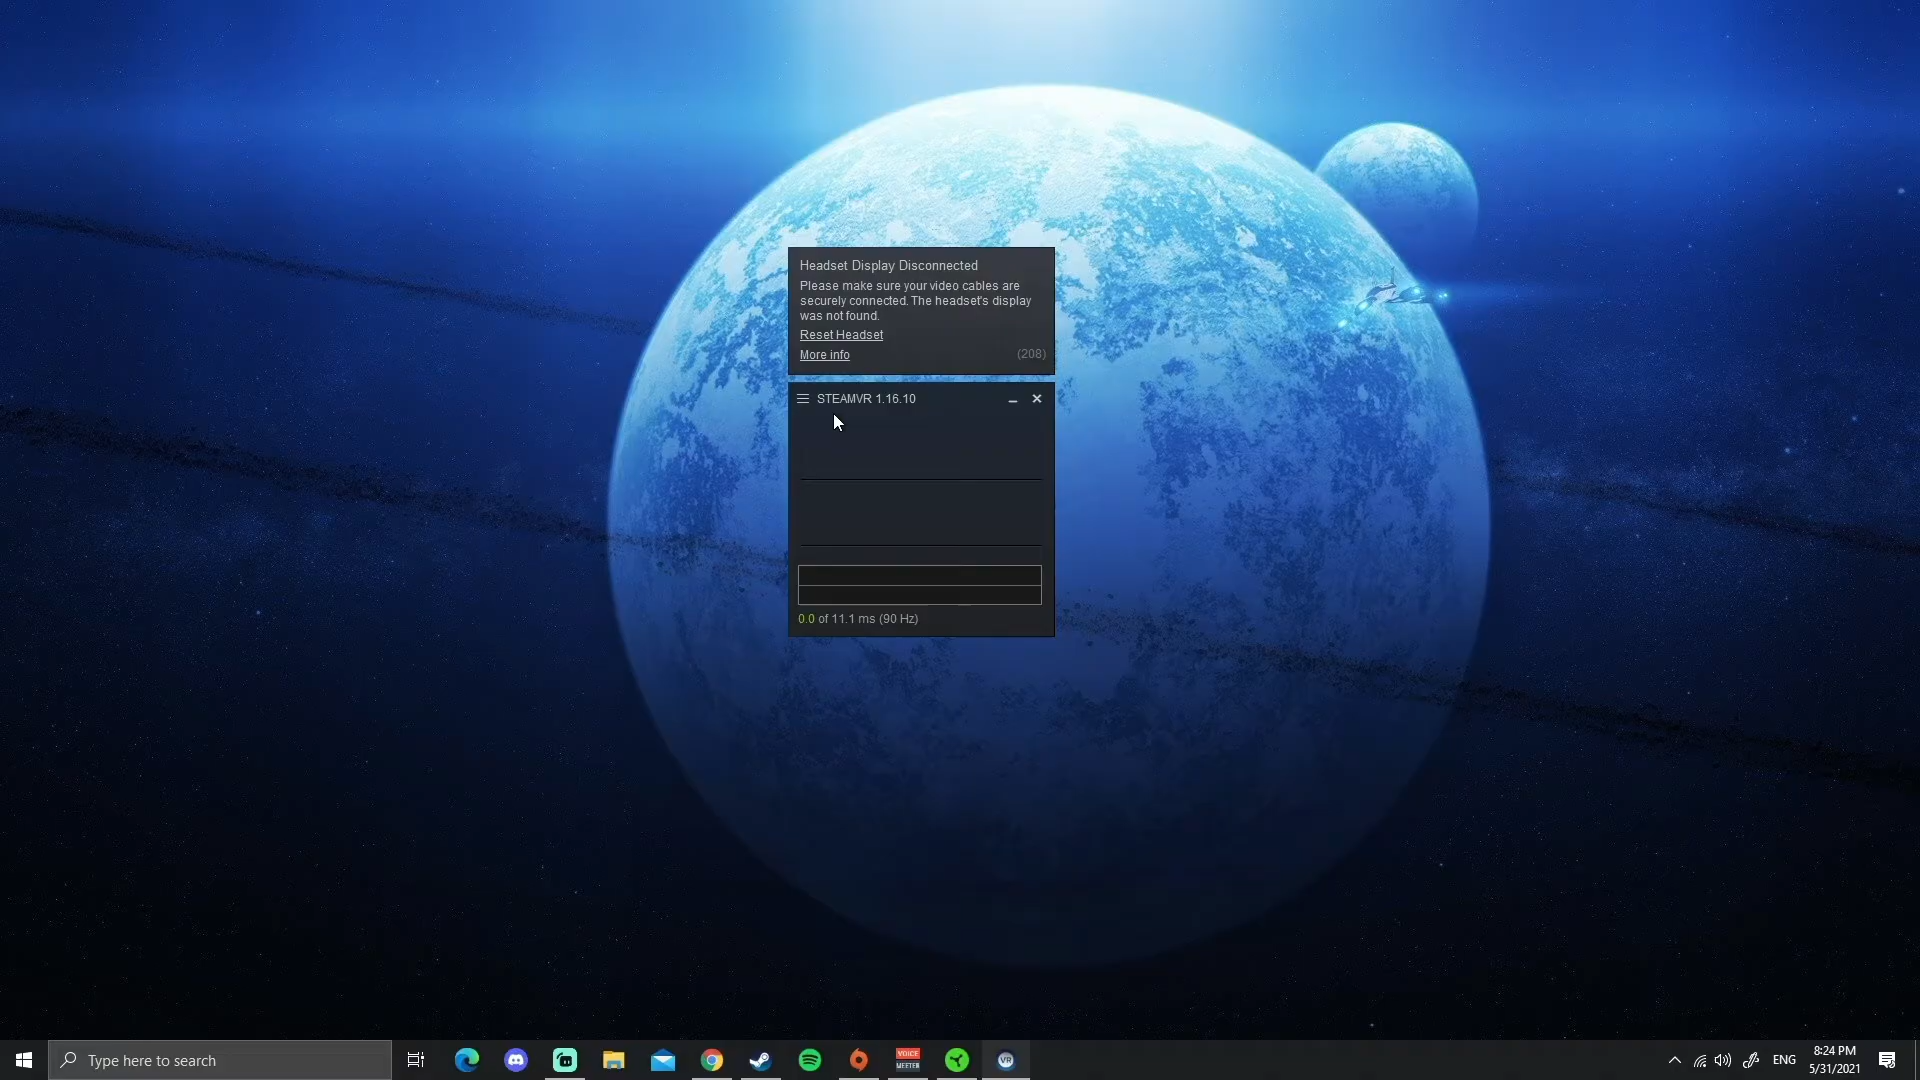 Headset Display Disconnected
Please make sure your video cables are
securely connected. The headset's display
was not found.
Reset Headset
More info
(208)
STEAMVR 1.16.10
0.0 of 11.1 ms (90 Hz)
Type here to search
VOICE
MEETER
VR
ENG
8:24 PM
5/31/2021